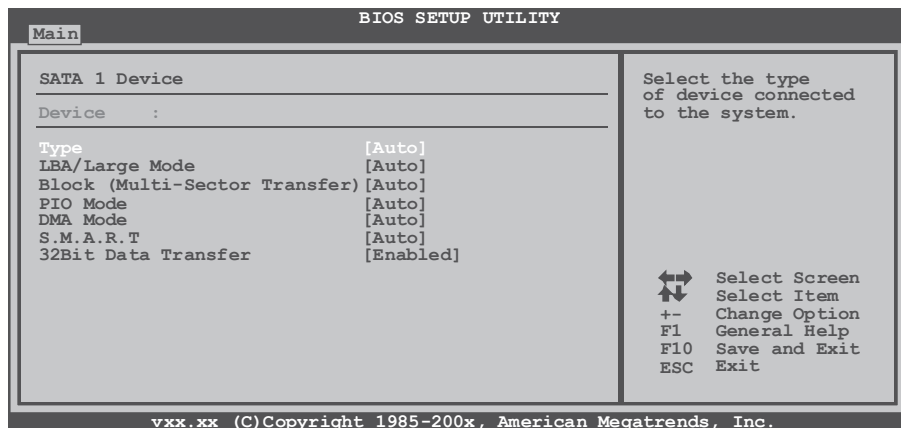 BIOS SETUP UTILITY
Main
SATA 1 Device
Device :
Type [Auto]
LBA/Large Mode [Auto]
Block (Multi-Sector Transfer) [Auto]
PIO Mode [Auto]
DMA Mode [Auto]
S.M.A.R.T [Auto]
32Bit Data Transfer [Enabled]
Select the type
of device connected
to the system.
Select Screen
Select Item
+- Change Option
F1 General Help
F10 Save and Exit
ESC Exit
vxx.xx (C)Copyright 1985-200x, American Megatrends, Inc.